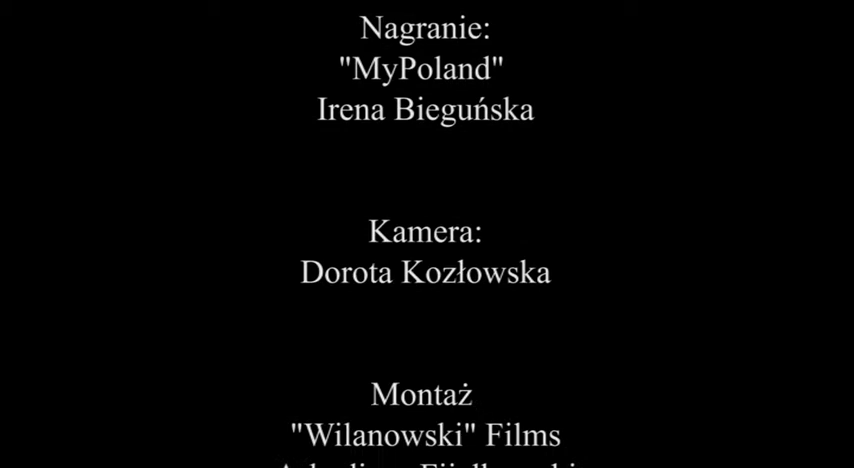 Nagranie:
"MyPoland"
Irena Bieguńska
Kamera:
Dorota Kozłowska
Montaż
"Wilanowski" Films